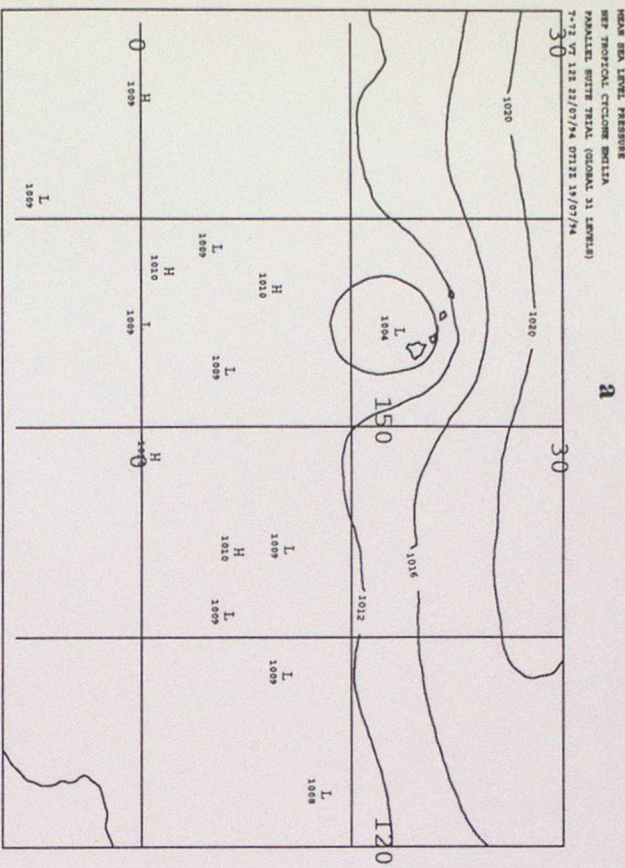 MEAN SEA LEVEL PRESSURE
NEP TROPICAL CYCLONE EMILIA
PARALLEL SUITE TRIAL (GLOBAL 31 LEVELS)
T+72 VT 12Z 22/07/94 DT12Z 19/07/94
a
30 30
1020
1020
1016
L
1004
150 120
1012
L
1008
L
1009
L
1009
H
1010
H
1010
L
1009
L
1009
L
1009
H
1010
H
1009
L
1009
H
0 0
L
1009